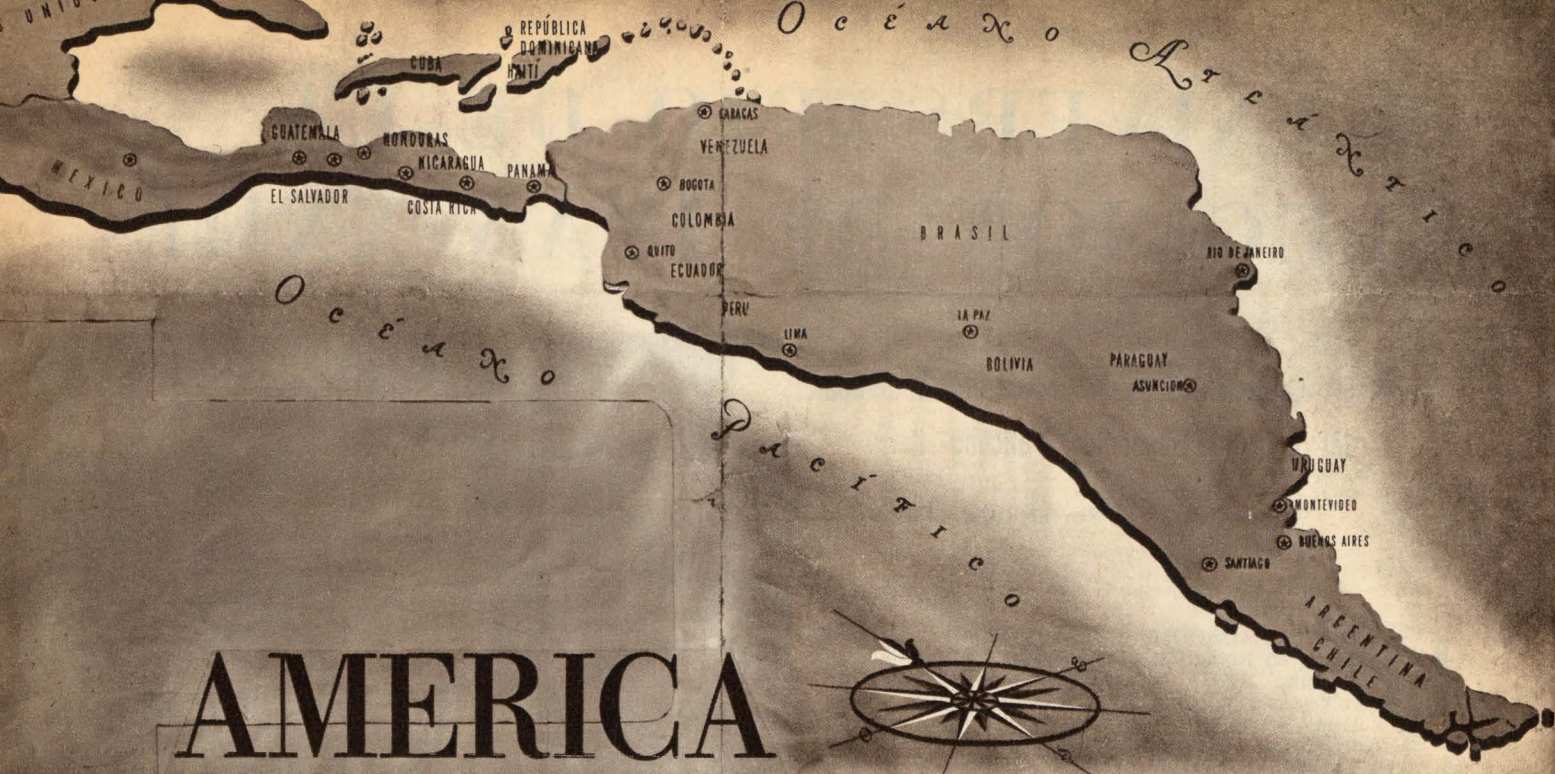 S UNIDOS
OCÉANO ATLÁNTICO
REPÚBLICA
DOMINICANA
HAITÍ
CUBA
GUATEMALA
HONDURAS
NICARAGUA
PANAMA
MEXICO
EL SALVADOR
COSTA RICA
CARACAS
VENEZUELA
BOGOTA
COLOMBIA
QUITO
ECUADOR
PERU
LIMA
BRASIL
RIO DE JANEIRO
LA PAZ
BOLIVIA
PARAGUAY
ASUNCION
URUGUAY
MONTEVIDEO
BUENOS AIRES
SANTIAGO
ARGENTINA
CHILE
OCÉANO
PACÍFICO
AMERICA